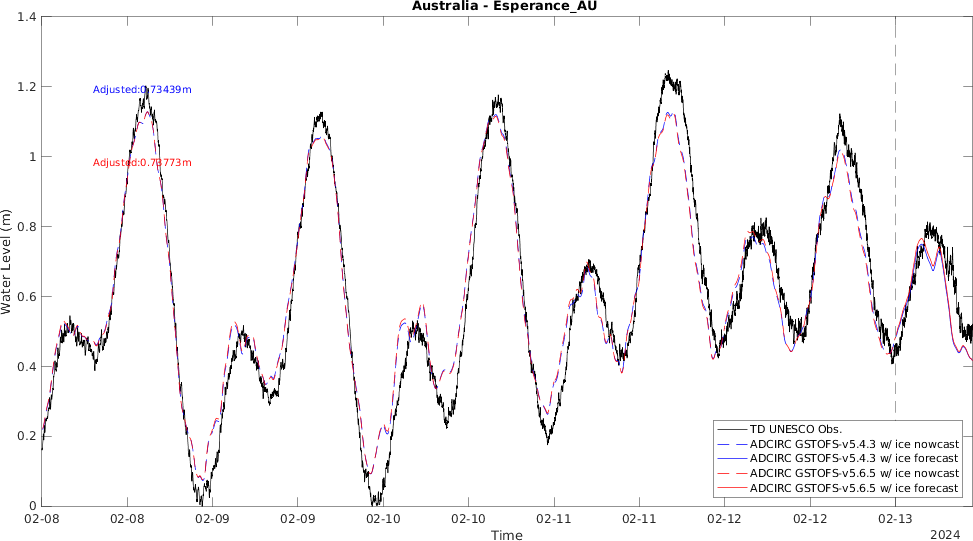 Australia - Esperance_AU
1.4
1.2
1
0.8
0.6
0.4
0.2
0
Water Level (m)
Adjusted:0.73439m
Adjusted:0.73773m
TD UNESCO Obs.
ADCIRC GSTOFS-v5.4.3 w/ ice nowcast
ADCIRC GSTOFS-v5.4.3 w/ ice forecast
ADCIRC GSTOFS-v5.6.5 w/ ice nowcast
ADCIRC GSTOFS-v5.6.5 w/ ice forecast
02-08 02-08 02-09 02-09 02-10 02-10 02-11 02-11 02-12 02-12 02-13
Time
2024